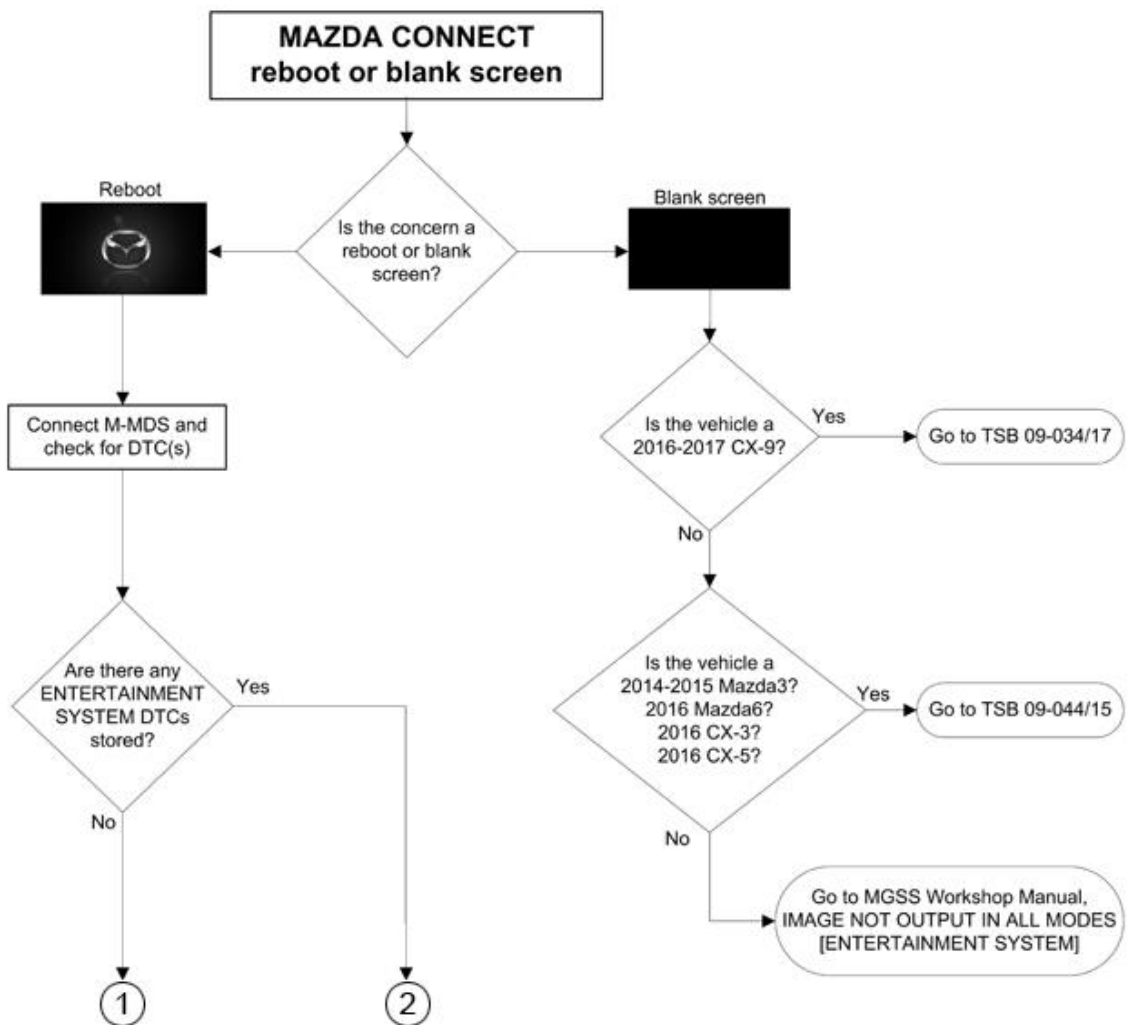 MAZDA CONNECT
reboot or blank screen
Reboot
Blank screen
Is the concern a
reboot or blank
screen?
Connect M-MDS and
check for DTC(s)
Is the vehicle a
2016-2017 CX-9?
Yes
Go to TSB 09-034/17
No
Are there any
ENTERTAINMENT
SYSTEM DTCs
stored?
Yes
No
Is the vehicle a
2014-2015 Mazda3?
2016 Mazda6?
2016 CX-3?
2016 CX-5?
Yes
Go to TSB 09-044/15
No
Go to MGSS Workshop Manual,
IMAGE NOT OUTPUT IN ALL MODES
[ENTERTAINMENT SYSTEM]
1
2